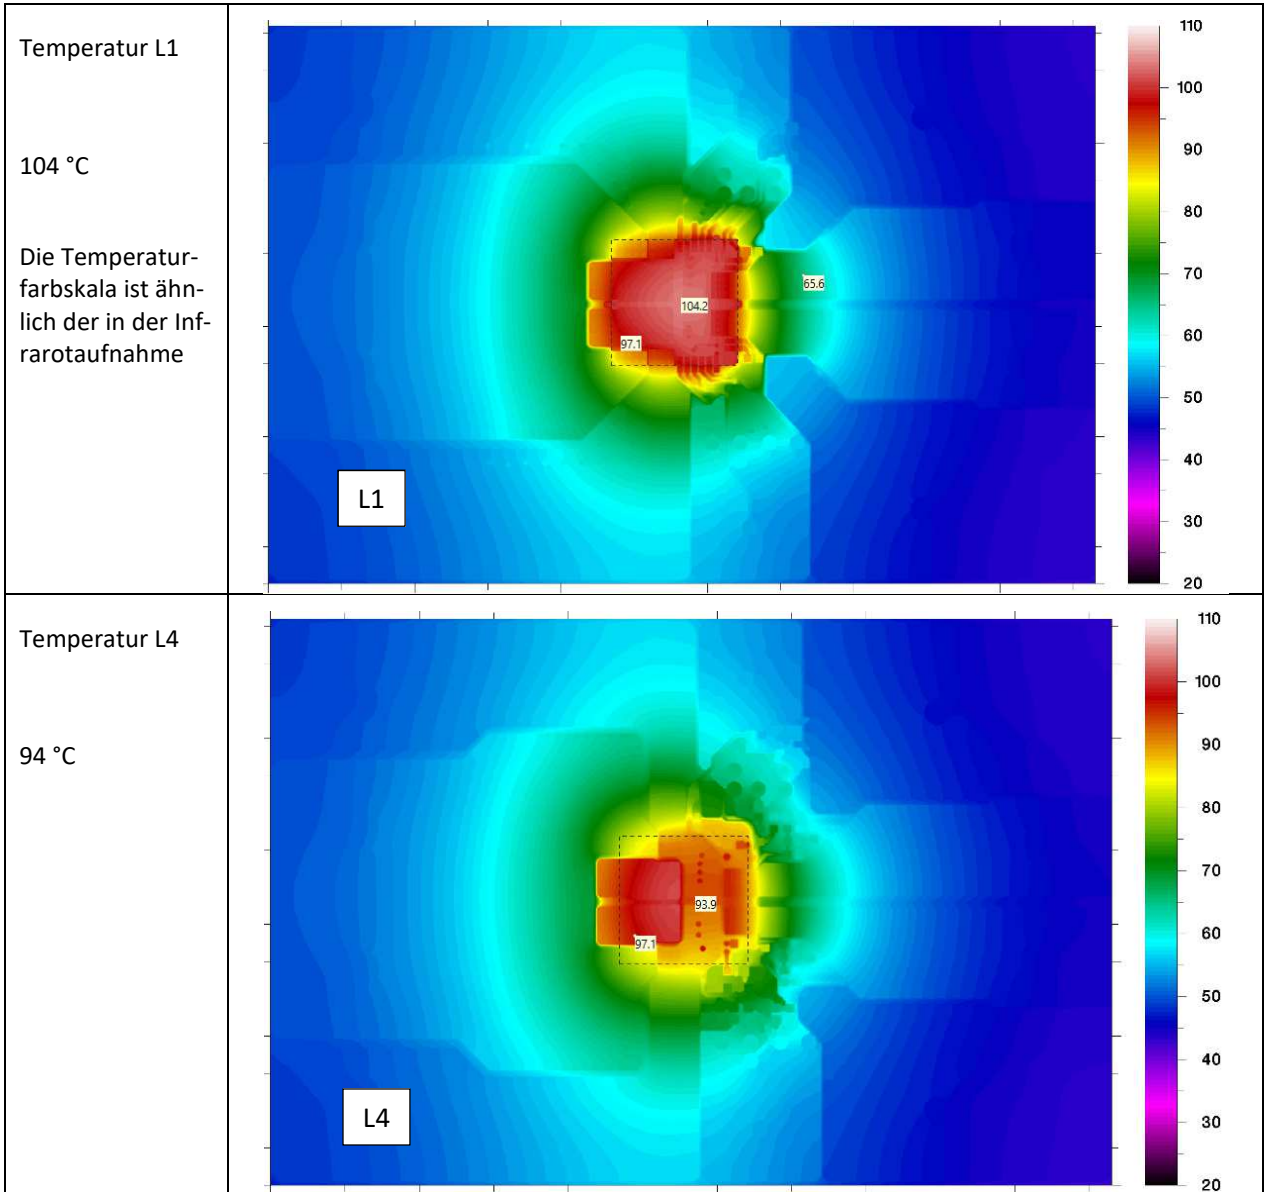 Temperatur L1
104 °C
Die Temperatur-
farbskala ist ähn-
lich der in der Inf-
rarotaufnahme
110
100
90
80
70
60
50
40
30
20
65.6
104.2
97.1
L1
Temperatur L4
94 °C
110
100
90
80
70
60
50
40
30
20
93.9
97.1
L4